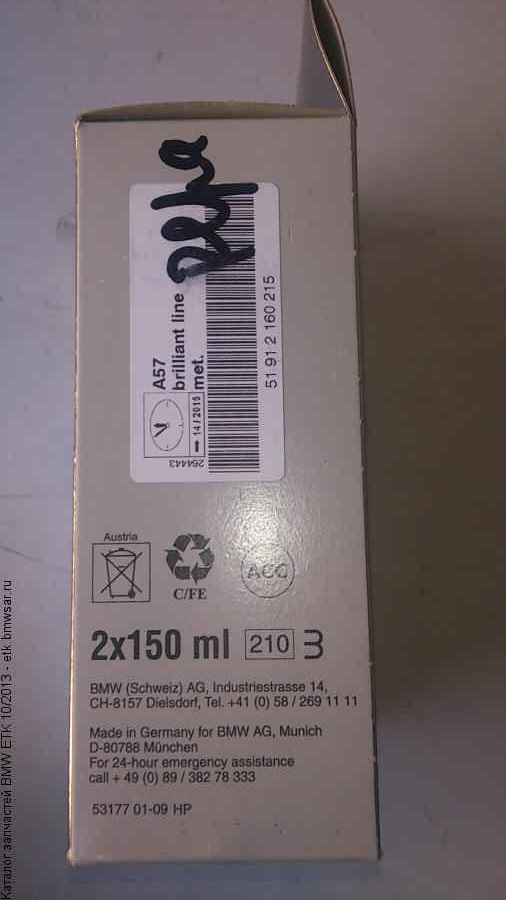 A57
brilliant line
met.
14/2015
264443
51 91 2 160 215
Austria
C/FE
ACC
2x150 ml 210 3
BMW (Schweiz) AG, Industriestrasse 14,
CH-8157 Dielsdorf, Tel. +41 (0) 58 / 269 11 11
Made in Germany for BMW AG, Munich
D-80788 München
For 24-hour emergency assistance
call + 49 (0) 89 / 382 78 333
53177 01-09 HP
Каталог запчастей BMW ETK 10/2013 - etk.bmwsar.ru